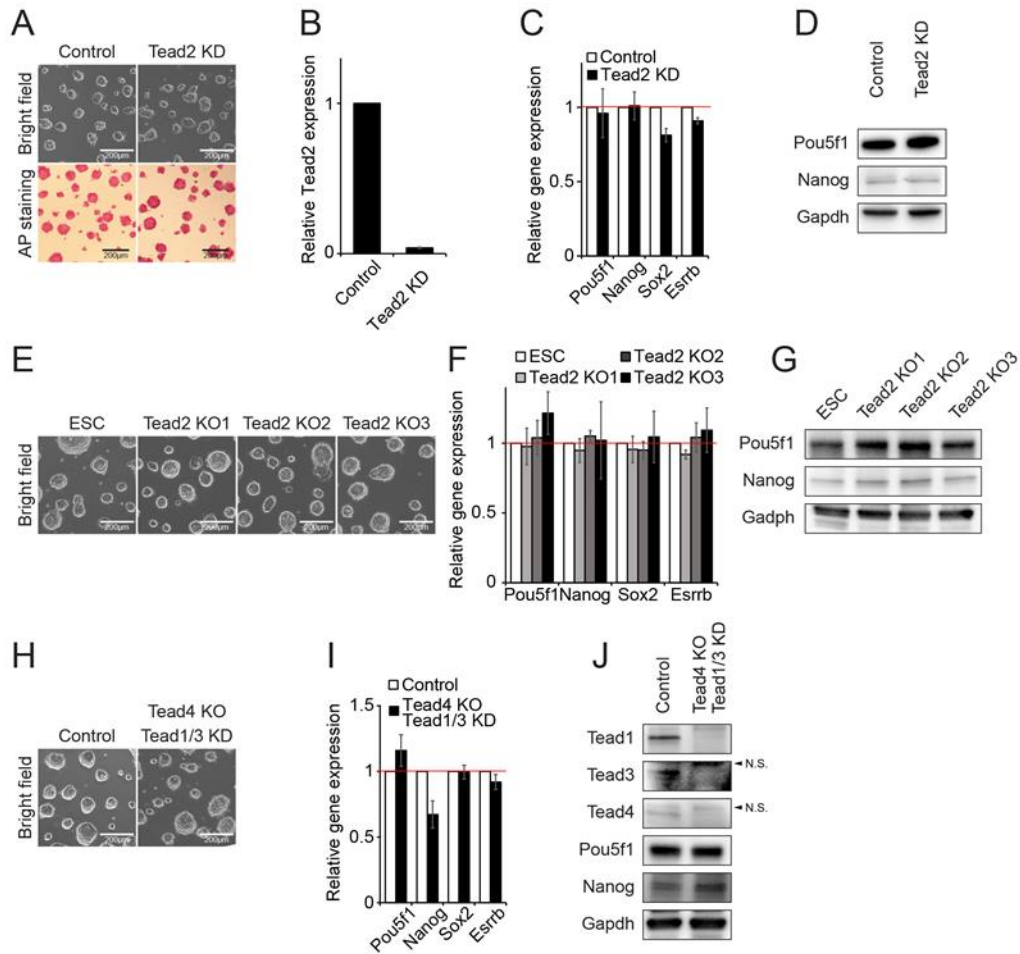 A
Control
Tead2 KD
Bright field
200µm
200µm
AP staining
200µm
200µm
B
Relative Tead2 expression
1
0
Control
Tead2 KD
C
Control
Tead2 KD
Relative gene expression
1
0.5
0
Pou5f1
Nanog
Sox2
Esrrb
D
Control
Tead2 KD
Pou5f1
Nanog
Gapdh
E
ESC
Tead2 KO1
Tead2 KO2
Tead2 KO3
Bright field
200µm
200µm
200µm
200µm
F
ESC
Tead2 KO2
Tead2 KO1
Tead2 KO3
Relative gene expression
1
0.5
0
Pou5f1
Nanog
Sox2
Esrrb
G
ESC
Tead2 KO1
Tead2 KO2
Tead2 KO3
Pou5f1
Nanog
Gadph
H
Control
Tead4 KO
Tead1/3 KD
Bright field
200µm
200µm
I
Control
Tead4 KO
Tead1/3 KD
Relative gene expression
1.5
1
0.5
0
Pou5f1
Nanog
Sox2
Esrrb
J
Control
Tead4 KO
Tead1/3 KD
Tead1
Tead3
N.S.
Tead4
N.S.
Pou5f1
Nanog
Gapdh